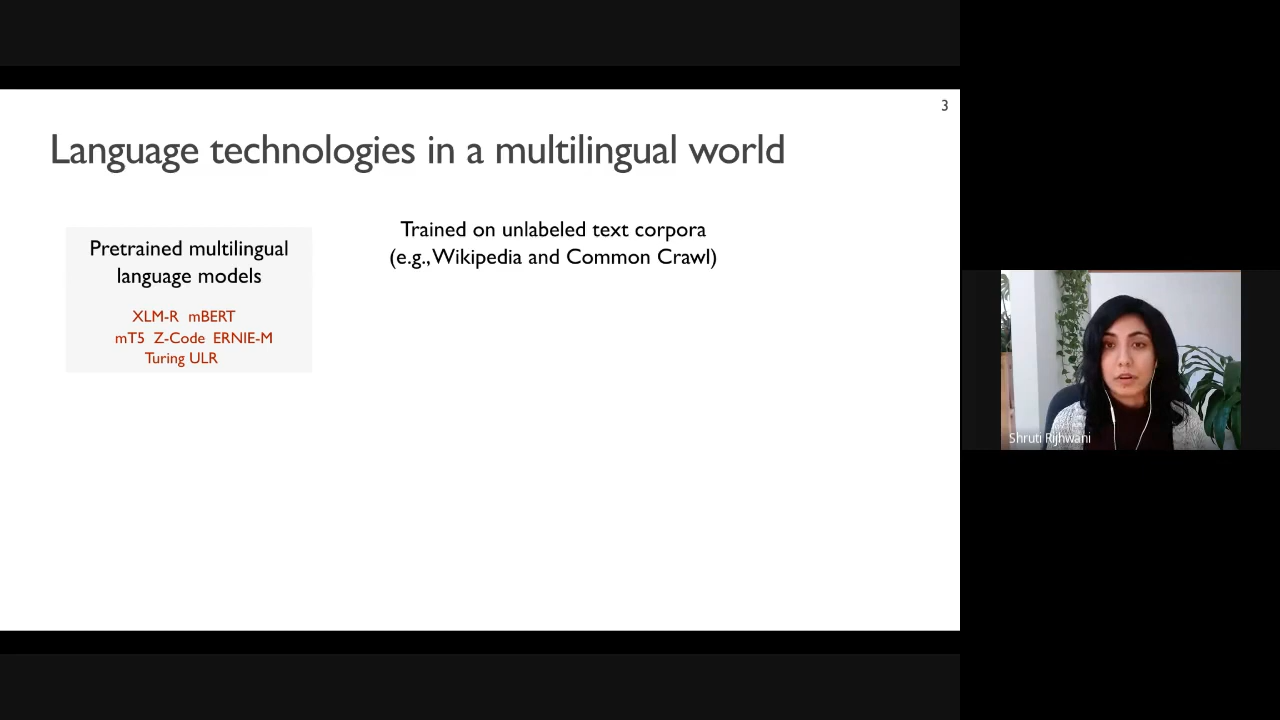 3
Language technologies in a multilingual world
Pretrained multilingual
language models
XLM-R mBERT
mT5 Z-Code ERNIE-M
Turing ULR
Trained on unlabeled text corpora
(e.g., Wikipedia and Common Crawl)
Shruti Rijhwani